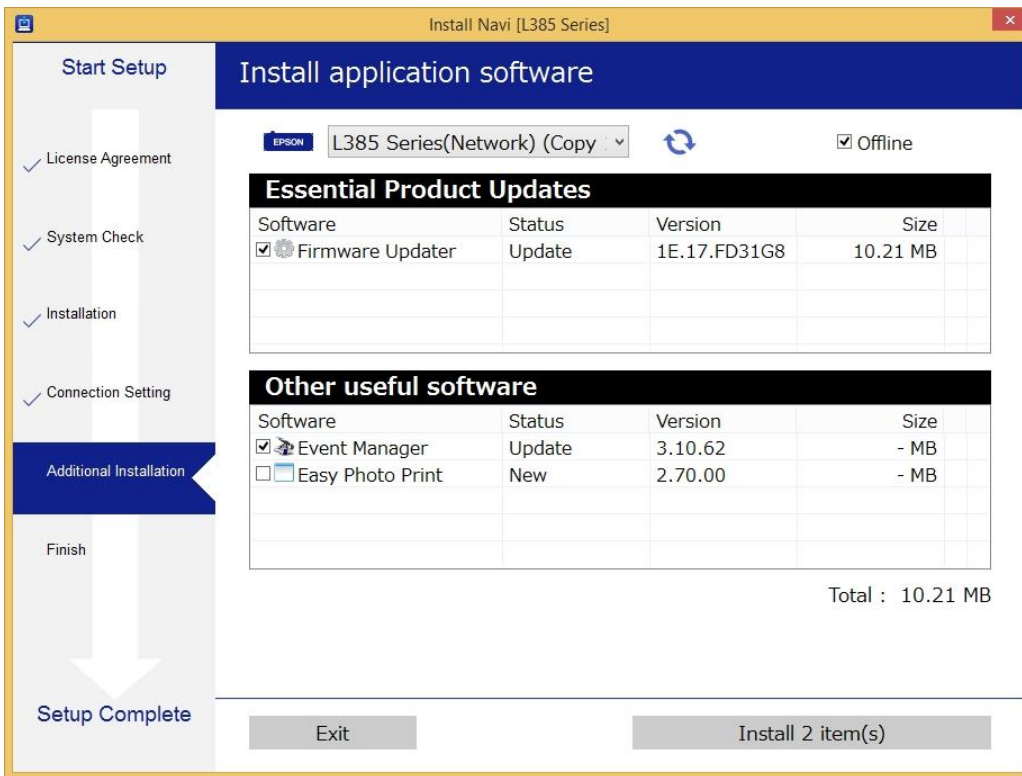 Install Navi [L385 Series]
Start Setup
License Agreement
System Check
Installation
Connection Setting
Additional Installation
Finish
Setup Complete
Install application software
EPSON L385 Series(Network) (Copy Offline
Essential Product Updates
Software Status Version Size
Firmware Updater Update 1E.17.FD31G8 10.21 MB
Other useful software
Software Status Version Size
Event Manager Update 3.10.62 - MB
Easy Photo Print New 2.70.00 - MB
Total : 10.21 MB
Exit Install 2 item(s)